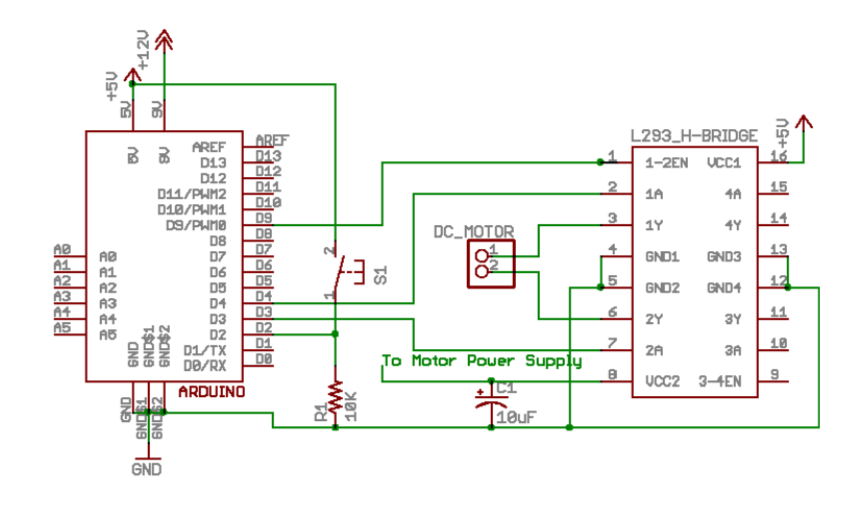 +12V
+5V
5V
9V
L293_H-BRIDGE
+5V
AREF
AREF
D13
D13
D12
D12
D11/PWM2
D11
D10/PWM1
D10
D9/PWM0
D9
D8
D8
D7
D7
D6
D6
D5
D5
D4
D4
D3
D3
D2
D2
D1/TX
D1
D0/RX
D0
5V
9V
A0
A0
A1
A1
A2
A2
A3
A3
A4
A4
A5
A5
GND
GND$1
GND$2
ARDUINO
GND
GND$1
GND$2
GND
2
S1
1
R1
10K
DC_MOTOR
1
2
To Motor Power Supply
+
C1
10uF
1
1-2EN
VCC1
16
2
1A
4A
15
3
1Y
4Y
14
4
GND1
GND3
13
5
GND2
GND4
12
6
2Y
3Y
11
7
2A
3A
10
8
VCC2
3-4EN
9